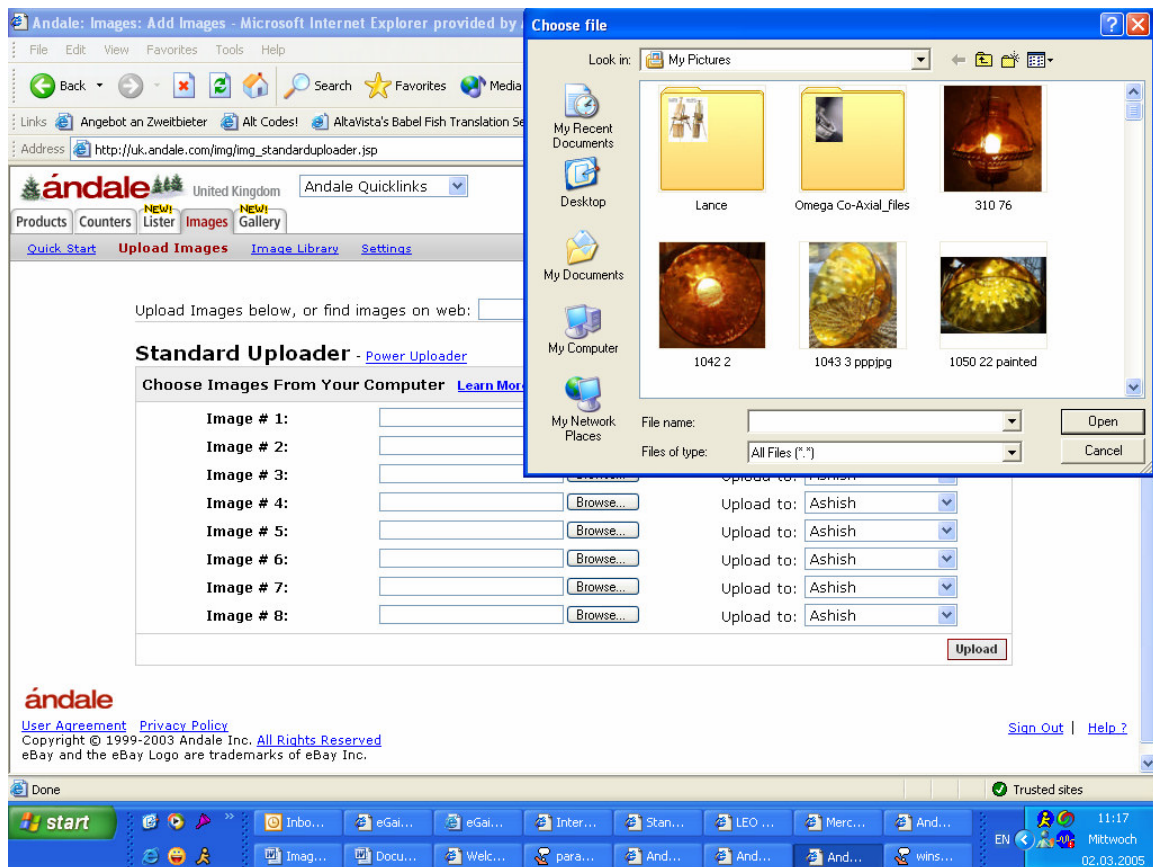 Andale: Images: Add Images - Microsoft Internet Explorer provided by
File Edit View Favorites Tools Help
Back Search Favorites Media
Links Angebot an Zweitbieter Alt Codes! AltaVista's Babel Fish Translation Se
Address http://uk.andale.com/img/img_standarduploader.jsp
ándale United Kingdom Andale Quicklinks
NEW! NEW!
Products Counters Lister Images Gallery
Quick Start Upload Images Image Library Settings
Upload Images below, or find images on web:
Standard Uploader - Power Uploader
Choose Images From Your Computer Learn More
Image # 1:
Image # 2:
Image # 3:
Image # 4: Browse... Upload to: Ashish
Image # 5: Browse... Upload to: Ashish
Image # 6: Browse... Upload to: Ashish
Image # 7: Browse... Upload to: Ashish
Image # 8: Browse... Upload to: Ashish
Upload
ándale
User Agreement Privacy Policy
Sign Out | Help ?
Copyright © 1999-2003 Andale Inc. All Rights Reserved
eBay and the eBay Logo are trademarks of eBay Inc.
Choose file
Look in: My Pictures
My Recent Documents
Desktop
My Documents
My Computer
My Network Places
Lance Omega Co-Axial_files 310 76
1042 2 1043 3 pppjpg 1050 22 painted
File name: Open
Files of type: All Files (*.*) Cancel
Done Trusted sites
start Inbo... eGai... eGai... Inter... Stan... LEO ... Merc... And... 11:17
EN Mittwoch
Imag... Docu... Welc... para... And... And... And... wins... 02.03.2005